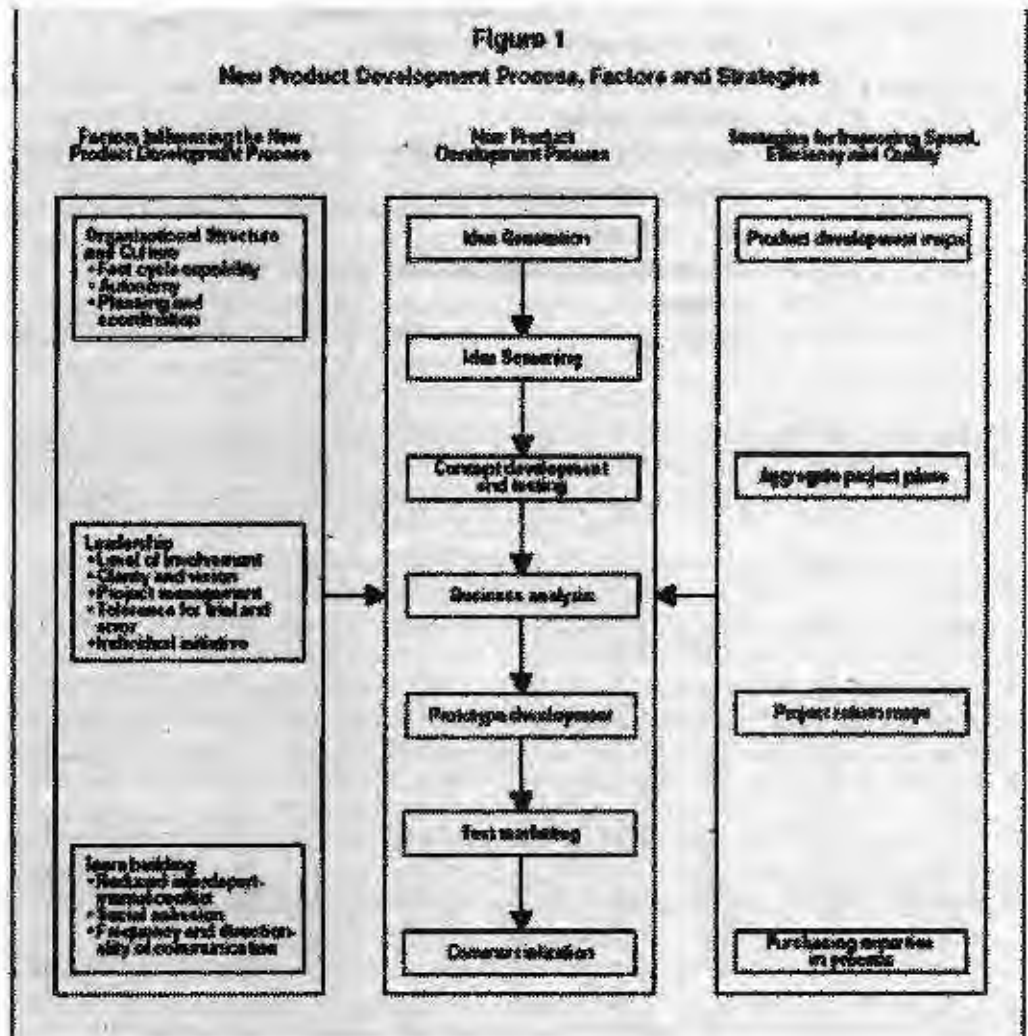 Figure 1
New Product Development Process, Factors and Strategies
Factors Influencing the New
Product Development Process
New Product
Development Process
Strategies for Improving Speed,
Efficiency and Quality
Organizational Structure
and Culture
• Fast cycle capability
• Autonomy
• Planning and
coordination
Leadership
• Level of involvement
• Clarity and vision
• Project management
• Tolerance for trial and
error
• Individual initiative
Team building
• Reduced interdepart-
mental conflict
• Social cohesion
• Frequency and direction-
ality of communication
Idea Generation
Idea Screening
Concept development
and testing
Business analysis
Prototype development
Test marketing
Commercialization
Product development maps
Aggregate project plans
Project maps
Purchasing expertise
in